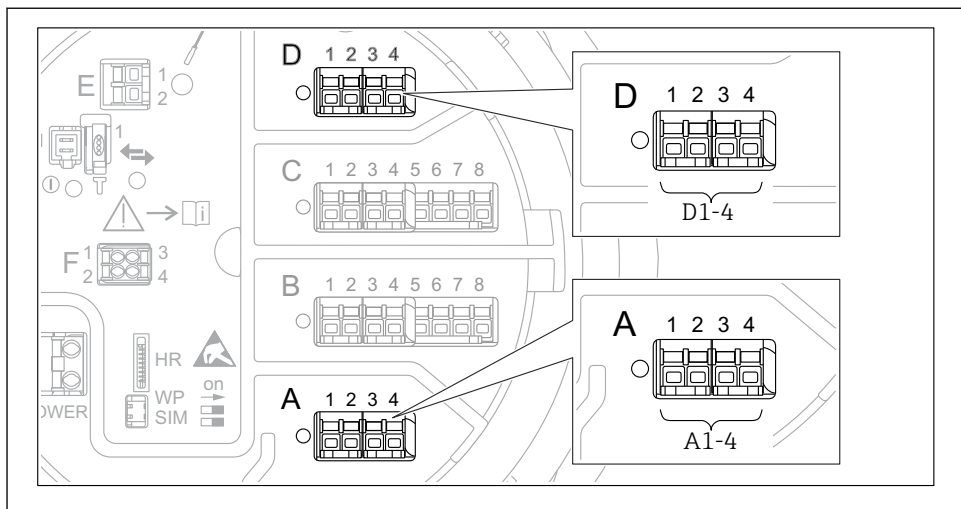 D 1 2 3 4
E 1
2
1
C 1 2 3 4 5 6 7 8
i
F 1 3
2 4
B 1 2 3 4 5 6 7 8
HR
WP on
SIM
OWER
A 1 2 3 4
D 1 2 3 4
D1-4
A 1 2 3 4
A1-4